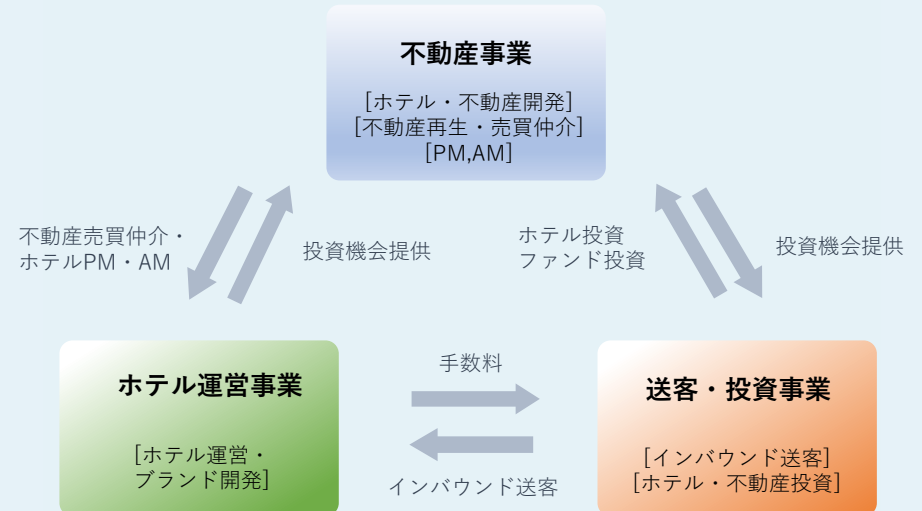 不動産事業
[ホテル・不動産開発]
[不動産再生・売買仲介]
[PM,AM]
不動産売買仲介・
ホテルPM・AM
投資機会提供
ホテル投資
ファンド投資
投資機会提供
ホテル運営事業
[ホテル運営・
ブランド開発]
手数料
インバウンド送客
送客・投資事業
[インバウンド送客]
[ホテル・不動産投資]